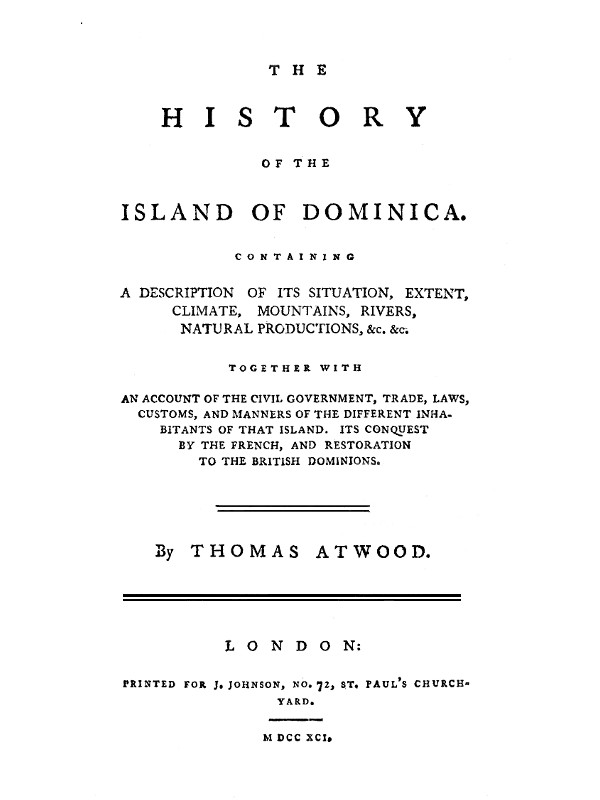 THE
HISTORY
OF THE
ISLAND OF DOMINICA.
CONTAINING
A DESCRIPTION OF ITS SITUATION, EXTENT,
CLIMATE, MOUNTAINS, RIVERS,
NATURAL PRODUCTIONS, &c. &c.
TOGETHER WITH
AN ACCOUNT OF THE CIVIL GOVERNMENT, TRADE, LAWS,
CUSTOMS, AND MANNERS OF THE DIFFERENT INHA-
BITANTS OF THAT ISLAND. ITS CONQUEST
BY THE FRENCH, AND RESTORATION
TO THE BRITISH DOMINIONS.
By THOMAS ATWOOD.
LONDON:
PRINTED FOR J. JOHNSON, NO. 72, ST. PAUL'S CHURCH-
YARD.
M DCC XCI.